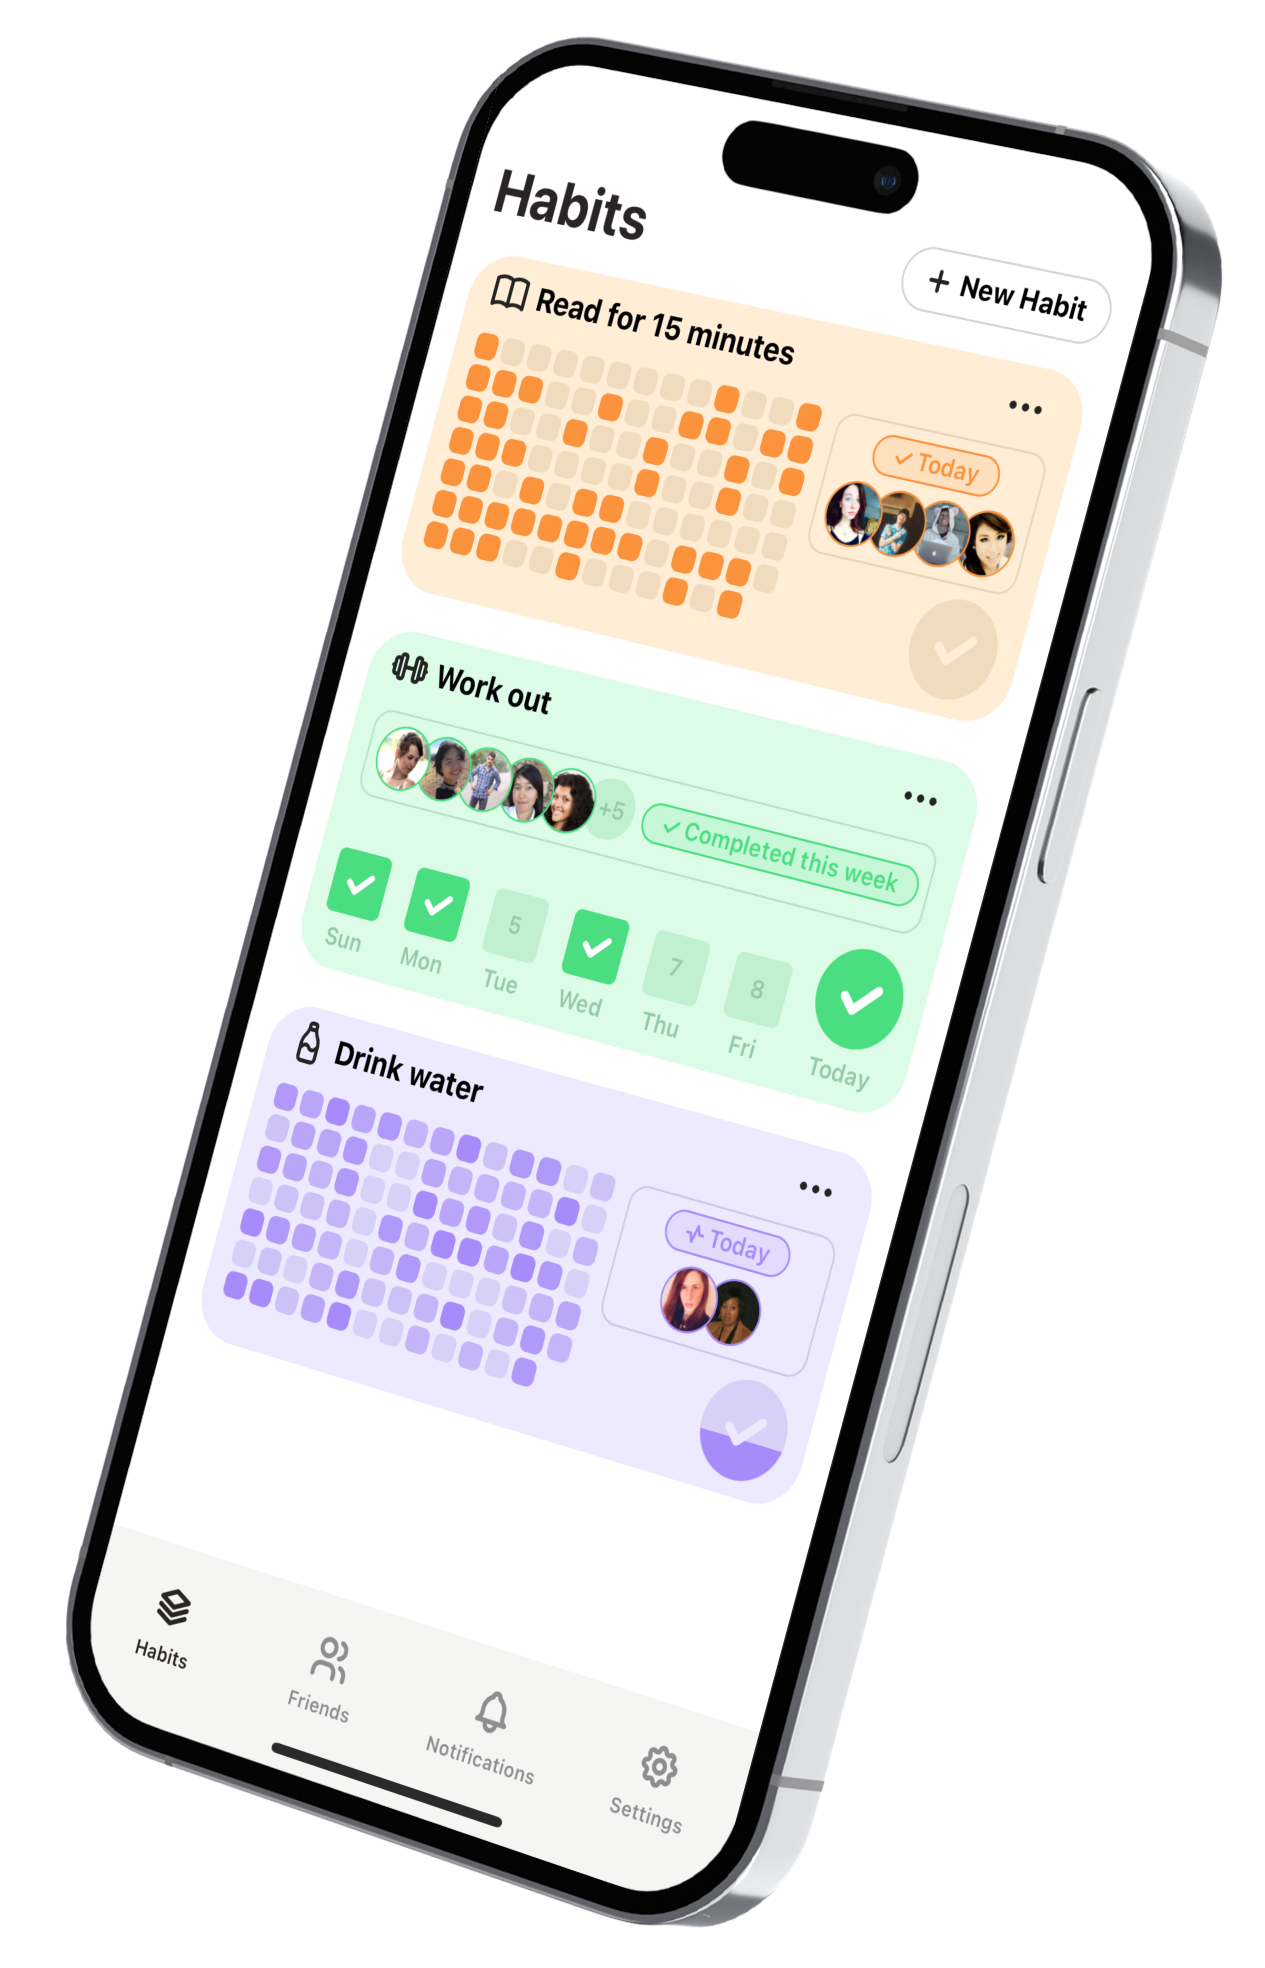 Habits
+ New Habit
Read for 15 minutes
Today
Work out
+5
Completed this week
5
7
8
Sun
Mon
Tue
Wed
Thu
Fri
Today
Drink water
Today
Habits
Friends
Notifications
Settings